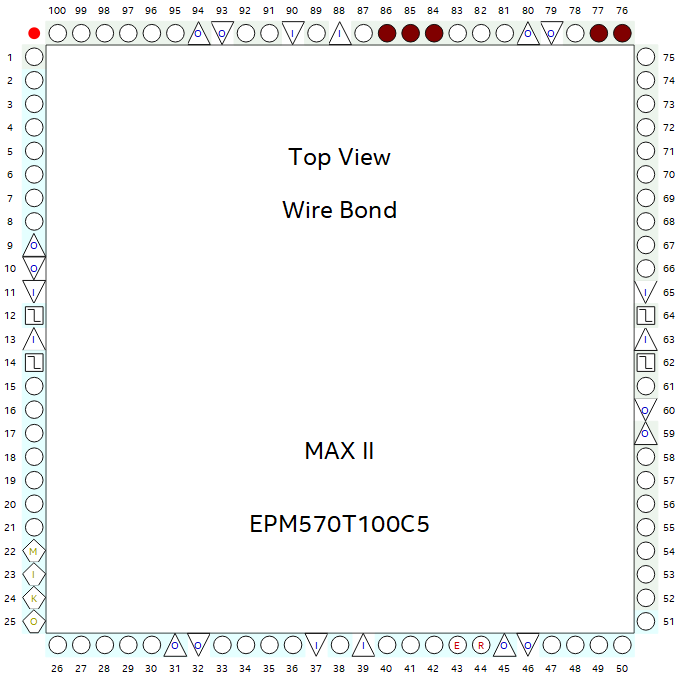 100 99 98 97 96 95 94 93 92 91 90 89 88 87 86 85 84 83 82 81 80 79 78 77 76
O O I I O O
1 75
2 74
3 73
4 72
5 71
Top View
6 70
7 69
Wire Bond
8 68
9 O 67
10 O 66
11 I I 65
12 64
13 I I 63
14 62
15 61
16 O 60
17 O 59
MAX II
18 58
19 57
20 56
EPM570T100C5
21 55
22 M 54
23 I 53
24 K 52
25 O 51
O O I I E R O O
26 27 28 29 30 31 32 33 34 35 36 37 38 39 40 41 42 43 44 45 46 47 48 49 50